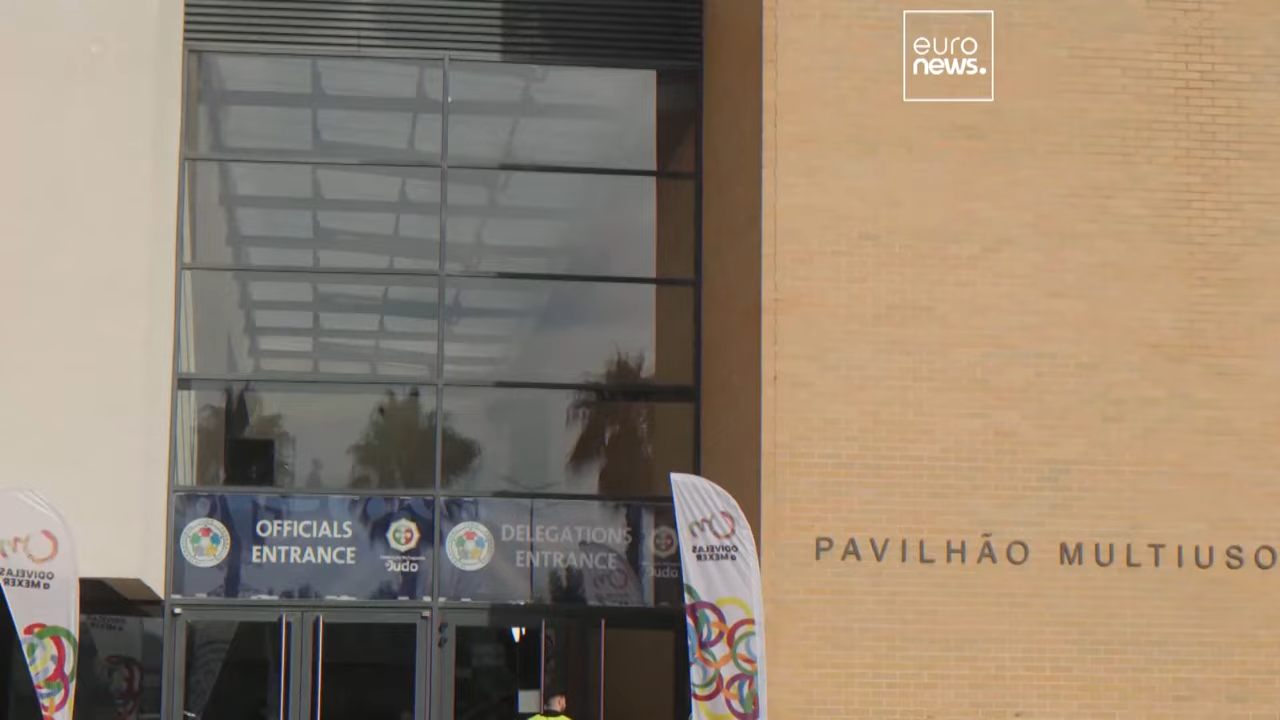 euro
news.
OFFICIALS
ENTRANCE
Judo
DELEGATIONS
ENTRANCE
Judo
PAVILHÃO MULTIUSO
ODIVELAS
A MEXER
ODIVELAS
A MEXER